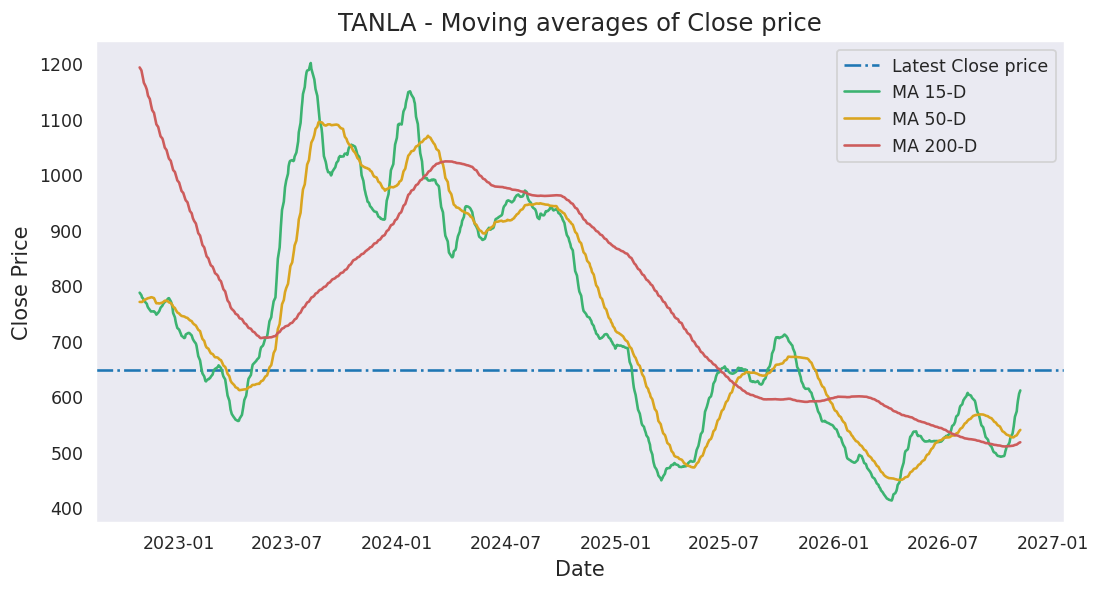 TANLA - Moving averages of Close price
Latest Close price
MA 15-D
MA 50-D
MA 200-D
Close Price
1200
1100
1000
900
800
700
600
500
400
2023-01 2023-07 2024-01 2024-07 2025-01 2025-07 2026-01 2026-07 2027-01
Date